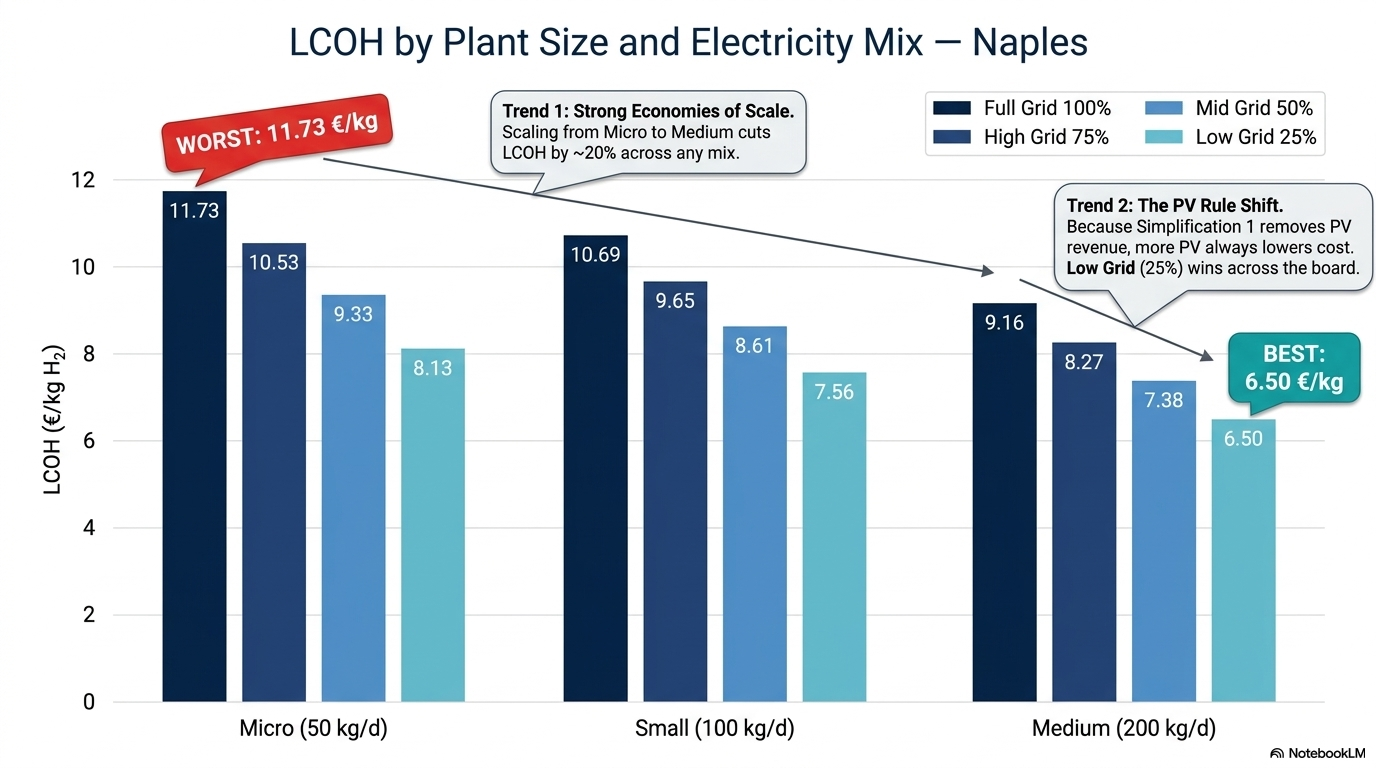 LCOH by Plant Size and Electricity Mix — Naples
WORST: 11.73 €/kg
Trend 1: Strong Economies of Scale.
Scaling from Micro to Medium cuts
LCOH by ~20% across any mix.
Full Grid 100%
Mid Grid 50%
High Grid 75%
Low Grid 25%
Trend 2: The PV Rule Shift.
Because Simplification 1 removes PV
revenue, more PV always lowers cost.
Low Grid (25%) wins across the board.
BEST:
6.50 €/kg
LCOH (€/kg H₂)
12
10
8
6
4
2
0
11.73
10.53
9.33
8.13
10.69
9.65
8.61
7.56
9.16
8.27
7.38
6.50
Micro (50 kg/d)
Small (100 kg/d)
Medium (200 kg/d)
NotebookLM